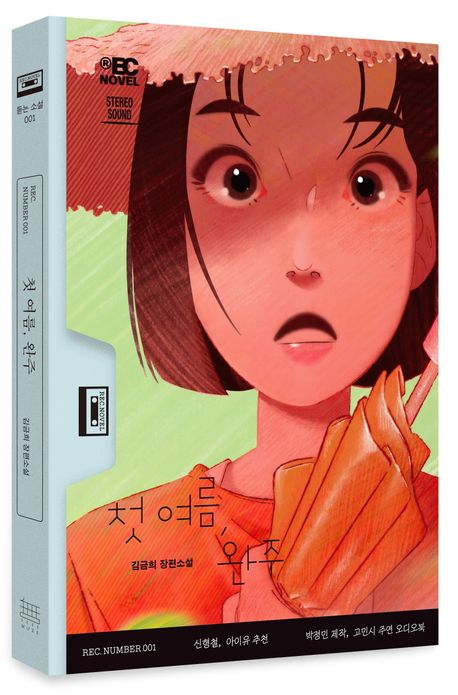 REC.NOVEL
듣는 소설
001
REC.
NUMBER 001
첫 여름, 완주
김금희 장편소설
MUZE
®EC
NOVEL
STEREO
SOUND
REC.NOVEL
첫 여름,
완주
김금희 장편소설
REC. NUMBER 001
신형철, 아이유 추천
박정민 제작, 고민시 주연 오디오북